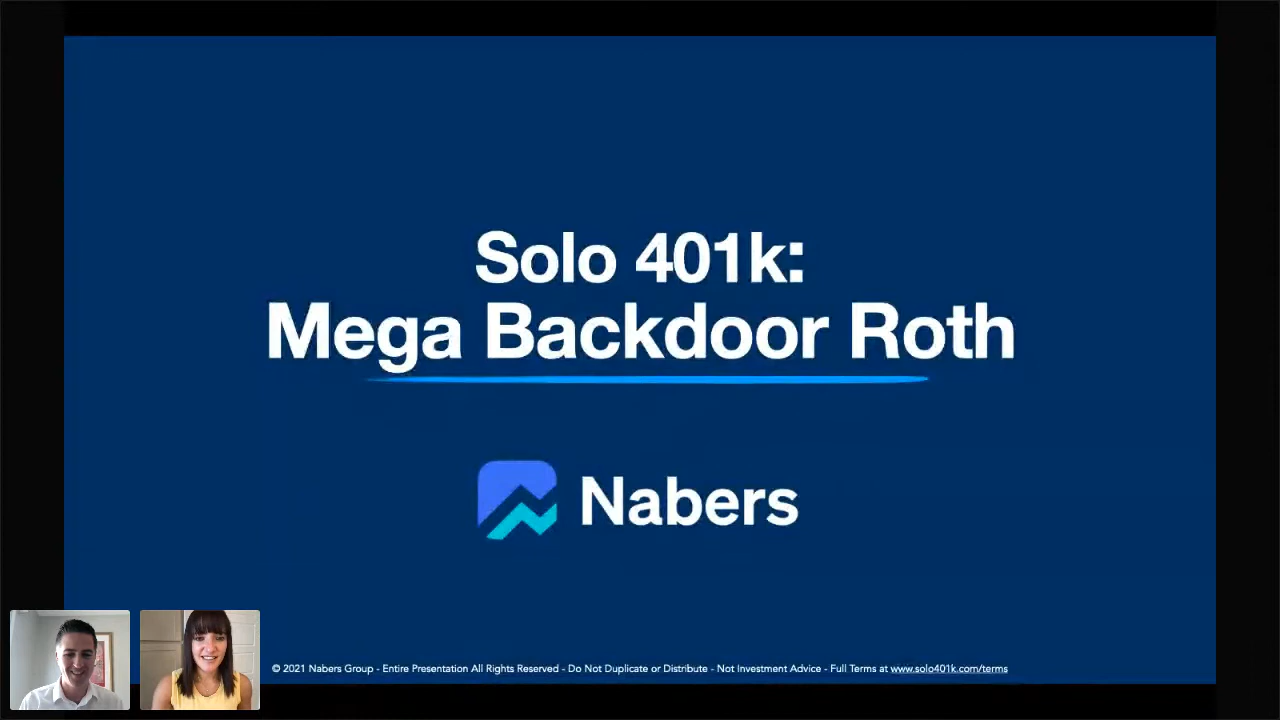 Solo 401k:
Mega Backdoor Roth
Nabers
© 2021 Nabers Group - Entire Presentation All Rights Reserved - Do Not Duplicate or Distribute - Not Investment Advice - Full Terms at www.solo401k.com/terms